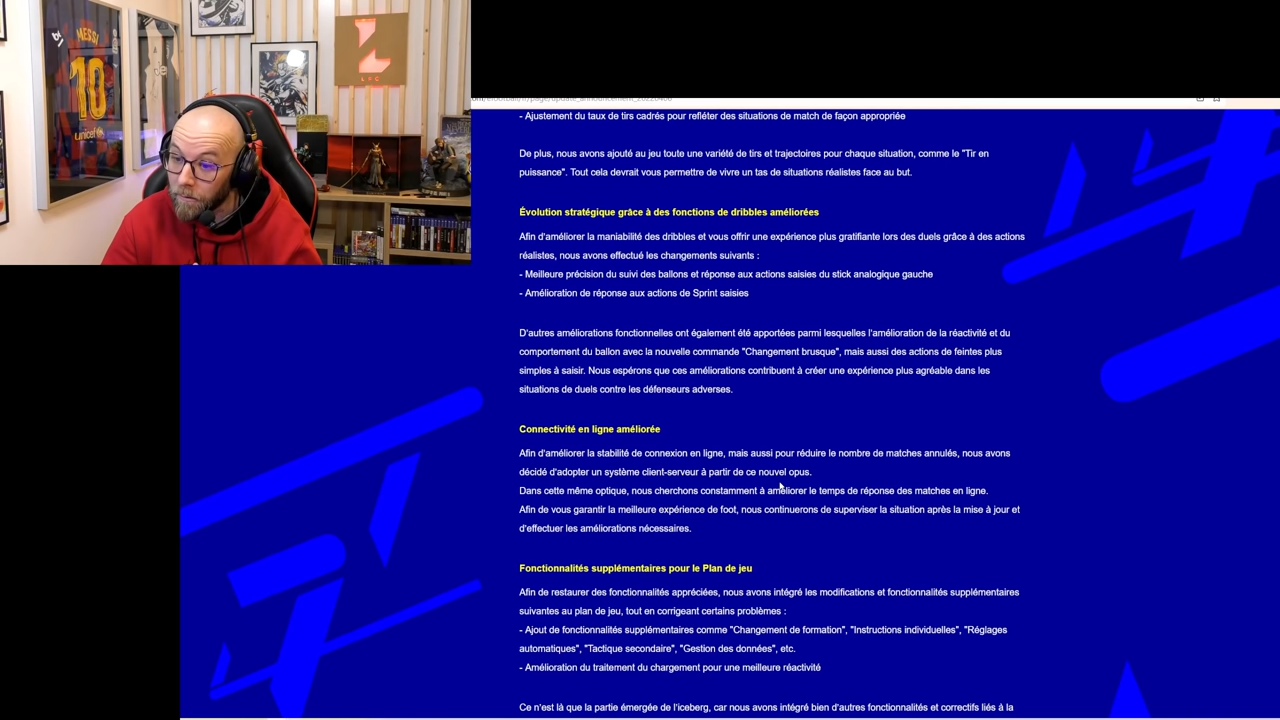 MESSI
10
unicef
LFC
- Ajustement du taux de tirs cadrés pour refléter des situations de match de façon appropriée
De plus, nous avons ajouté au jeu toute une variété de tirs et trajectoires pour chaque situation, comme le "Tir en
puissance". Tout cela devrait vous permettre de vivre un tas de situations réalistes face au but.
Évolution stratégique grâce à des fonctions de dribbles améliorées
Afin d'améliorer la maniabilité des dribbles et vous offrir une expérience plus gratifiante lors des duels grâce à des actions
réalistes, nous avons effectué les changements suivants :
- Meilleure précision du suivi des ballons et réponse aux actions saisies du stick analogique gauche
- Amélioration de réponse aux actions de Sprint saisies
D'autres améliorations fonctionnelles ont également été apportées parmi lesquelles l'amélioration de la réactivité et du
comportement du ballon avec la nouvelle commande "Changement brusque", mais aussi des actions de feintes plus
simples à saisir. Nous espérons que ces améliorations contribuent à créer une expérience plus agréable dans les
situations de duels contre les défenseurs adverses.
Connectivité en ligne améliorée
Afin d'améliorer la stabilité de connexion en ligne, mais aussi pour réduire le nombre de matches annulés, nous avons
décidé d'adopter un système client-serveur à partir de ce nouvel opus.
Dans cette même optique, nous cherchons constamment à améliorer le temps de réponse des matches en ligne.
Afin de vous garantir la meilleure expérience de foot, nous continuerons de superviser la situation après la mise à jour et
d'effectuer les améliorations nécessaires.
Fonctionnalités supplémentaires pour le Plan de jeu
Afin de restaurer des fonctionnalités appréciées, nous avons intégré les modifications et fonctionnalités supplémentaires
suivantes au plan de jeu, tout en corrigeant certains problèmes :
- Ajout de fonctionnalités supplémentaires comme "Changement de formation", "Instructions individuelles", "Réglages
automatiques", "Tactique secondaire", "Gestion des données", etc.
- Amélioration du traitement du chargement pour une meilleure réactivité
Ce n'est là que la partie émergée de l'iceberg, car nous avons intégré bien d'autres fonctionnalités et correctifs liés à la